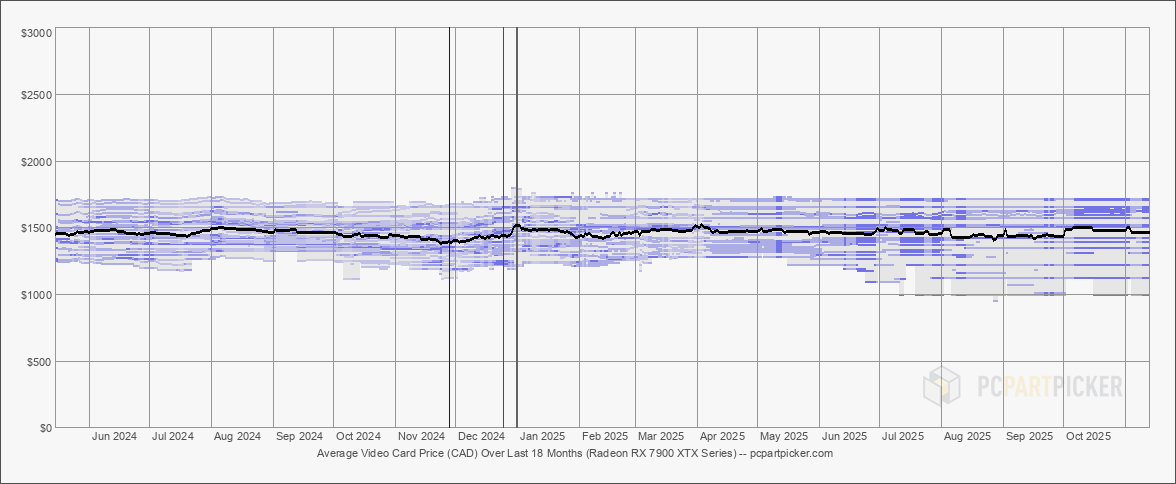 $3000
$2500
$2000
$1500
$1000
$500
$0
Jun 2024 Jul 2024 Aug 2024 Sep 2024 Oct 2024 Nov 2024 Dec 2024 Jan 2025 Feb 2025 Mar 2025 Apr 2025 May 2025 Jun 2025 Jul 2025 Aug 2025 Sep 2025 Oct 2025
Average Video Card Price (CAD) Over Last 18 Months (Radeon RX 7900 XTX Series) -- pcpartpicker.com
PCPARTPICKER